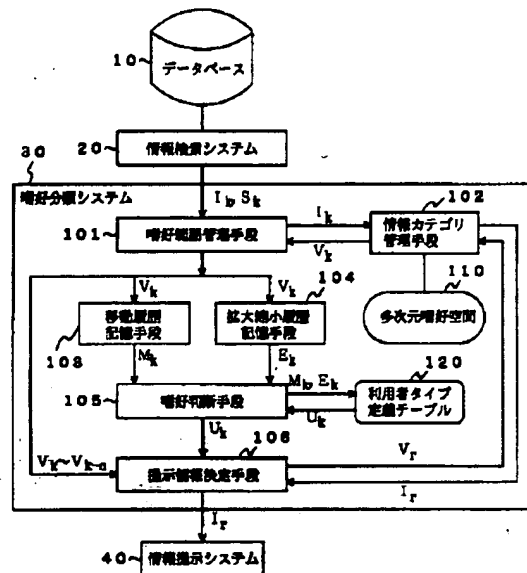 10
データベース
20
情報検索システム
30
嗜好分類システム
I_k, S_k
101
嗜好範囲管理手段
I_k
V_k
102
情報カテゴリ
管理手段
110
多次元嗜好空間
V_k
V_k
104
移動履歴
記憶手段
103
拡大縮小履歴
記憶手段
M_k
E_k
105
嗜好判断手段
M_k, E_k
U_k
120
利用者タイプ
定義テーブル
U_k
106
V_k~V_{k-a}
提示情報決定手段
V_r
I_r
I_r
40
情報提示システム